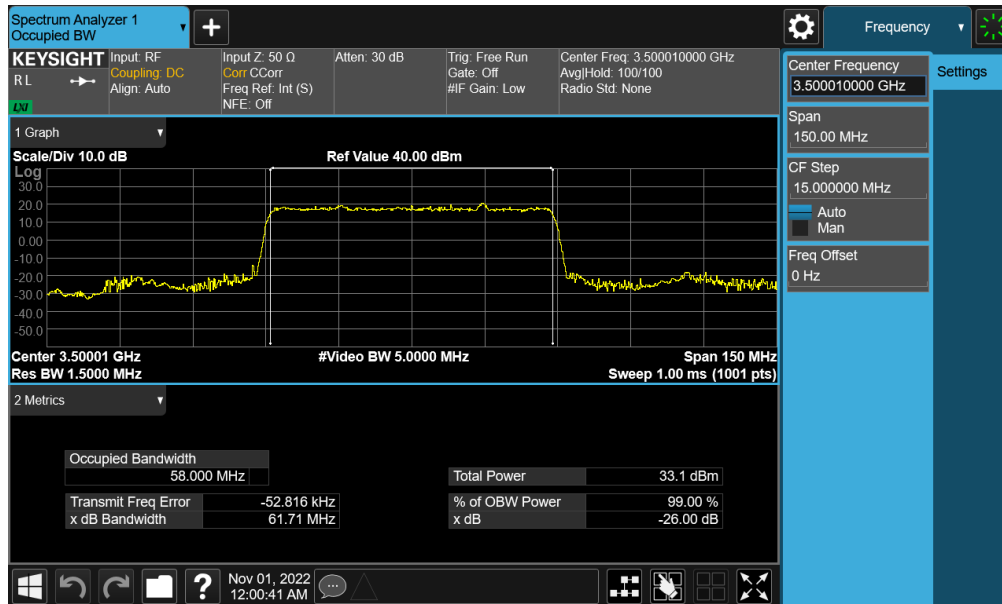 Spectrum Analyzer 1
Occupied BW
Frequency
KEYSIGHT
R L
LXI
Input: RF
Coupling: DC
Align: Auto
Input Z: 50 Ω
Corr CCorr
Freq Ref: Int (S)
NFE: Off
Atten: 30 dB
Trig: Free Run
Gate: Off
#IF Gain: Low
Center Freq: 3.500010000 GHz
Avg|Hold: 100/100
Radio Std: None
Center Frequency
3.500010000 GHz
Settings
Span
150.00 MHz
CF Step
15.000000 MHz
Auto
Man
Freq Offset
0 Hz
1 Graph
Scale/Div 10.0 dB
Ref Value 40.00 dBm
Log
30.0
20.0
10.0
0.00
-10.0
-20.0
-30.0
-40.0
-50.0
Center 3.50001 GHz
#Video BW 5.0000 MHz
Span 150 MHz
Res BW 1.5000 MHz
Sweep 1.00 ms (1001 pts)
2 Metrics
Occupied Bandwidth
58.000 MHz
Total Power 33.1 dBm
Transmit Freq Error -52.816 kHz
% of OBW Power 99.00 %
x dB Bandwidth 61.71 MHz
x dB -26.00 dB
?
Nov 01, 2022
12:00:41 AM